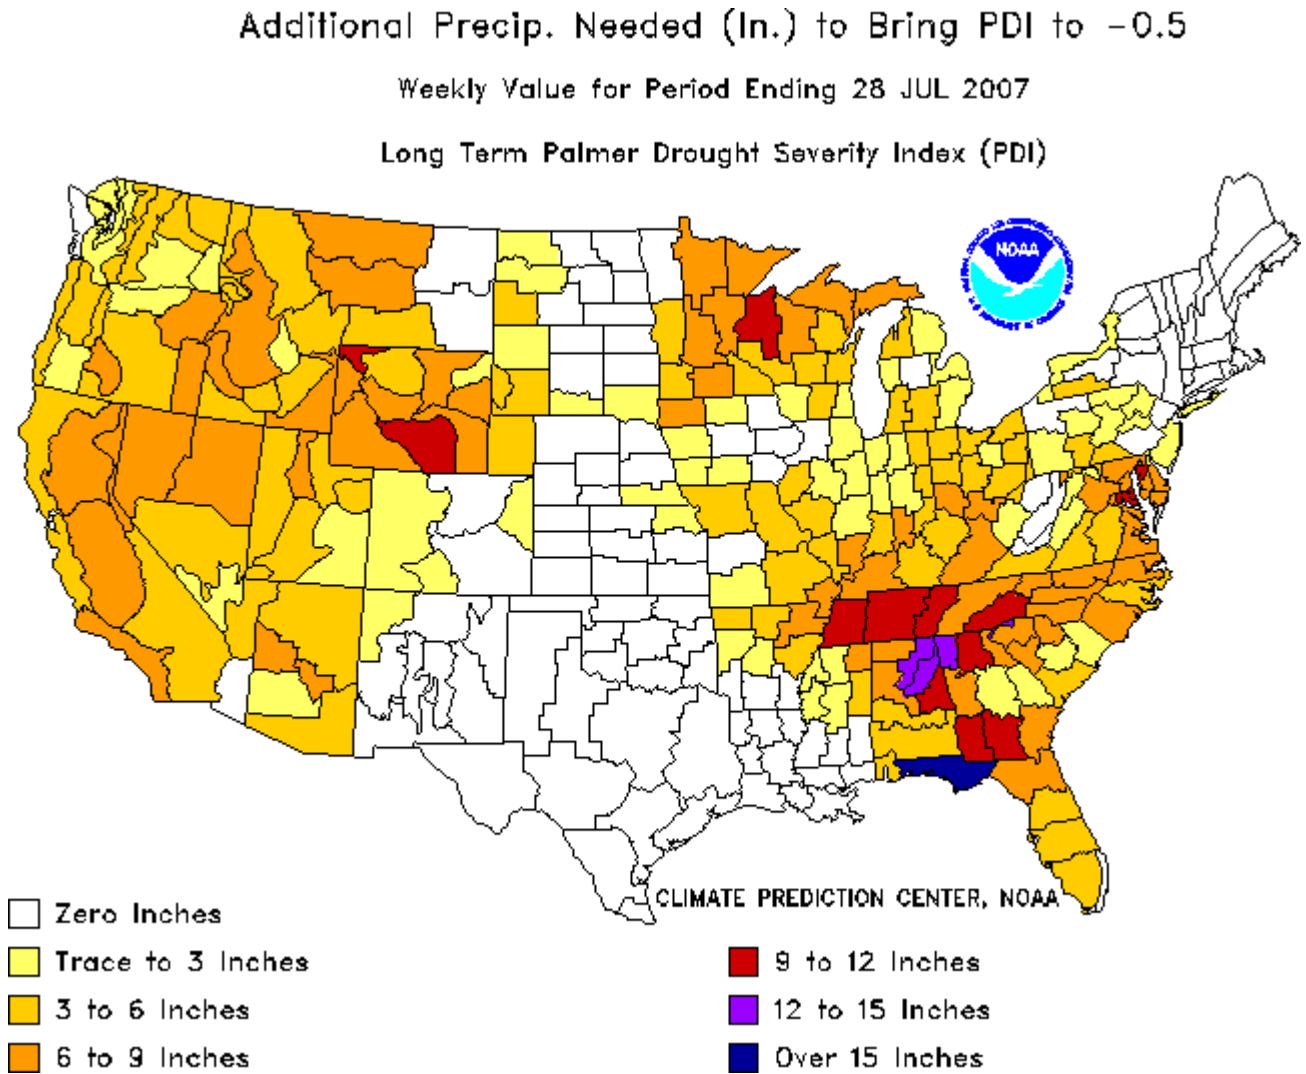 Additional Precip. Needed (In.) to Bring PDI to -0.5
Weekly Value for Period Ending 28 JUL 2007
Long Term Palmer Drought Severity Index (PDI)
NOAA
CLIMATE PREDICTION CENTER, NOAA
Zero Inches
Trace to 3 Inches
3 to 6 Inches
6 to 9 Inches
9 to 12 Inches
12 to 15 Inches
Over 15 Inches